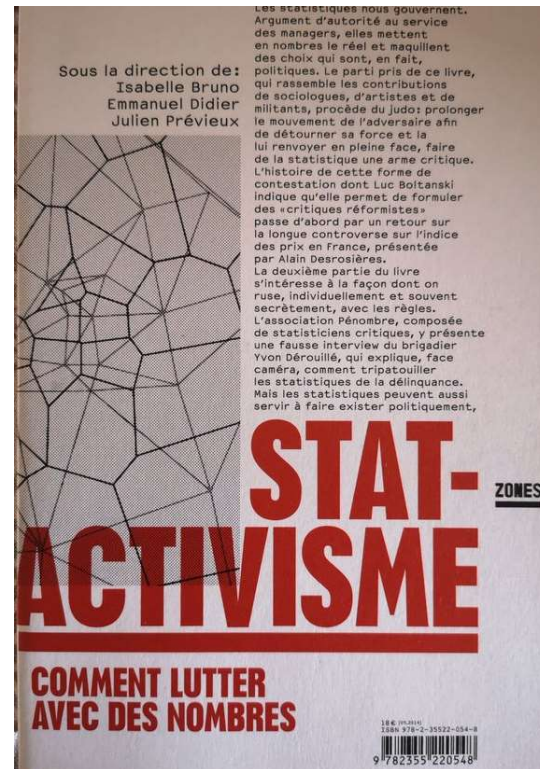 Sous la direction de:
Isabelle Bruno
Emmanuel Didier
Julien Prévieux
Les statistiques nous gouvernent.
Argument d'autorité au service
des managers, elles mettent
en nombres le réel et maquillent
des choix qui sont, en fait,
politiques. Le parti pris de ce livre,
qui rassemble les contributions
de sociologues, d'artistes et de
militants, procède du judo: prolonger
le mouvement de l'adversaire afin
de détourner sa force et la
lui renvoyer en pleine face, faire
de la statistique une arme critique.
L'histoire de cette forme de
contestation dont Luc Boltanski
indique qu'elle permet de formuler
des «critiques réformistes»
passe d'abord par un retour sur
la longue controverse sur l'indice
des prix en France, présentée
par Alain Desrosières.
La deuxième partie du livre
s'intéresse à la façon dont on
ruse, individuellement et souvent
secrètement, avec les règles.
L'association Pénombre, composée
de statisticiens critiques, y présente
une fausse interview du brigadier
Yvon Dérouillé, qui explique, face
caméra, comment tripatouiller
les statistiques de la délinquance.
Mais les statistiques peuvent aussi
servir à faire exister politiquement,
STAT-
ACTIVISME
ZONES
COMMENT LUTTER
AVEC DES NOMBRES
18 € [05.2014]
ISBN 978-2-35522-054-8
9 782355 220548